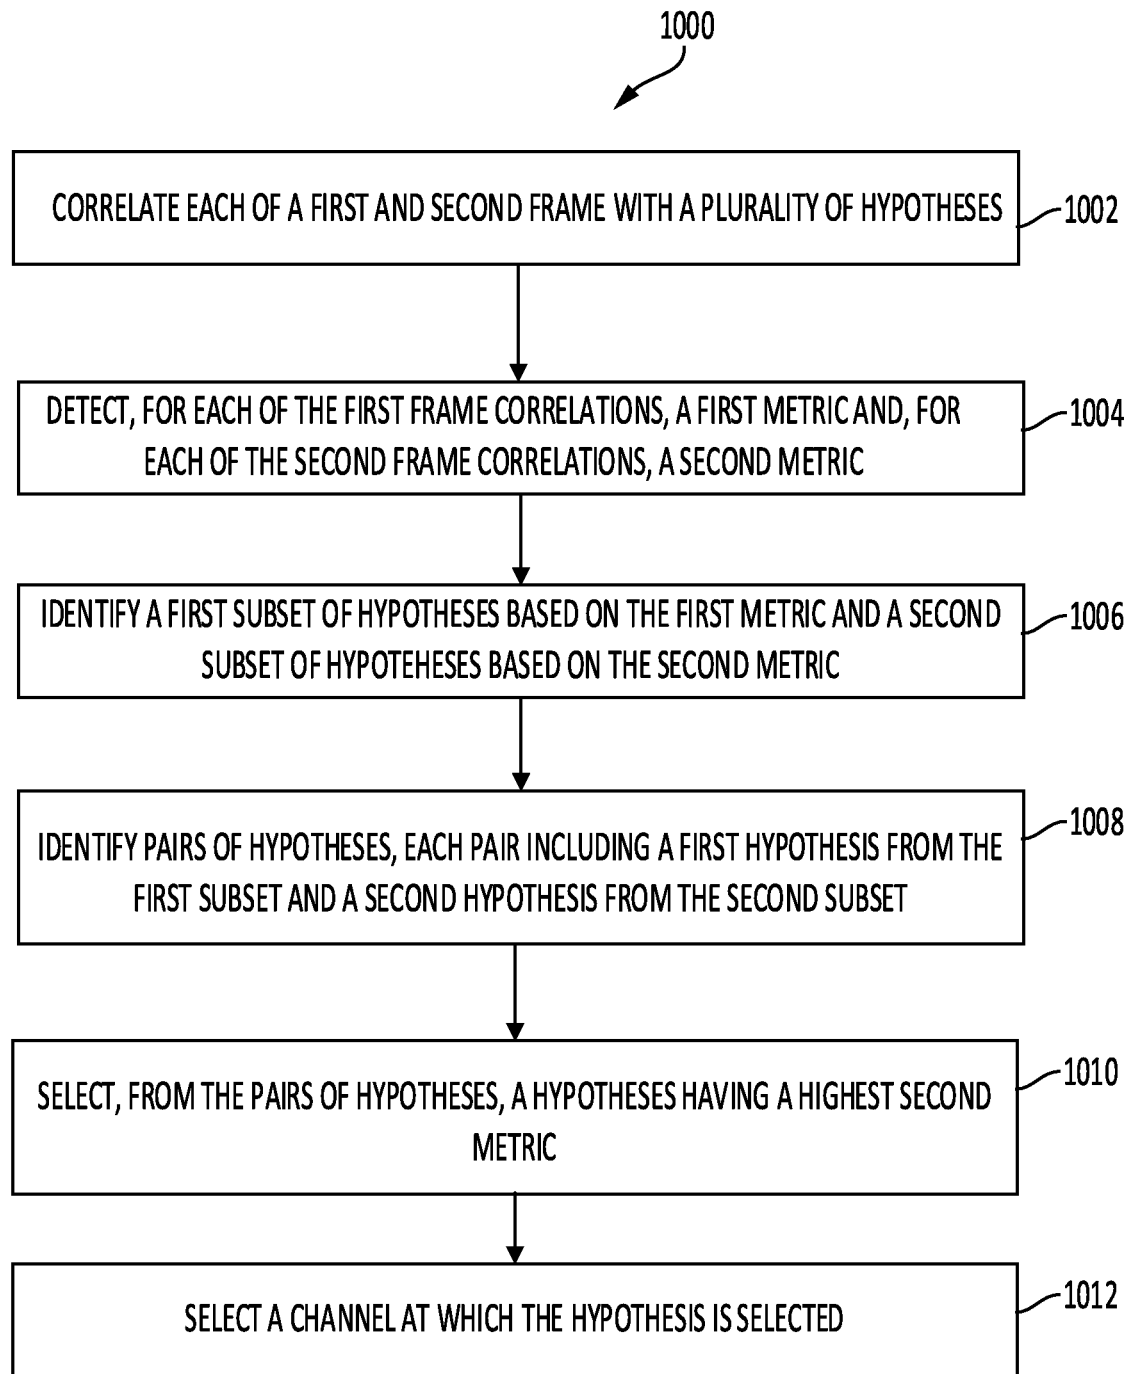 1000
CORRELATE EACH OF A FIRST AND SECOND FRAME WITH A PLURALITY OF HYPOTHESES
1002
DETECT, FOR EACH OF THE FIRST FRAME CORRELATIONS, A FIRST METRIC AND, FOR
EACH OF THE SECOND FRAME CORRELATIONS, A SECOND METRIC
1004
IDENTIFY A FIRST SUBSET OF HYPOTHESES BASED ON THE FIRST METRIC AND A SECOND
SUBSET OF HYPOTEHESES BASED ON THE SECOND METRIC
1006
IDENTIFY PAIRS OF HYPOTHESES, EACH PAIR INCLUDING A FIRST HYPOTHESIS FROM THE
FIRST SUBSET AND A SECOND HYPOTHESIS FROM THE SECOND SUBSET
1008
SELECT, FROM THE PAIRS OF HYPOTHESES, A HYPOTHESES HAVING A HIGHEST SECOND
METRIC
1010
SELECT A CHANNEL AT WHICH THE HYPOTHESIS IS SELECTED
1012